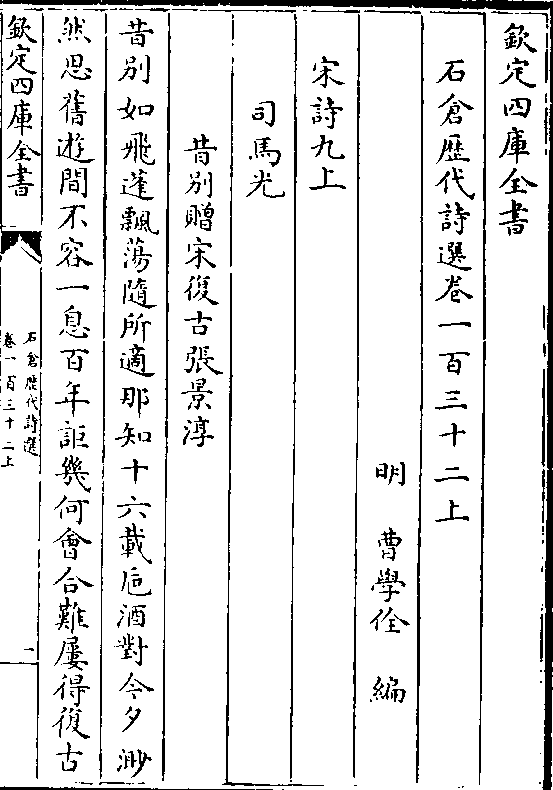 欽定四庫全書
石倉歷代詩選卷一百三十二上
明 曹學佺 編
宋詩九上
司馬光
昔别贈宋復古張景淳
昔别如飛蓬飄蕩隨所適那知十六載巵酒對今夕渺
然思舊遊間不容一息百年詎幾何會合難屢得復古
欽定四庫全書
石倉歷代詩選
卷一百三十二上
一